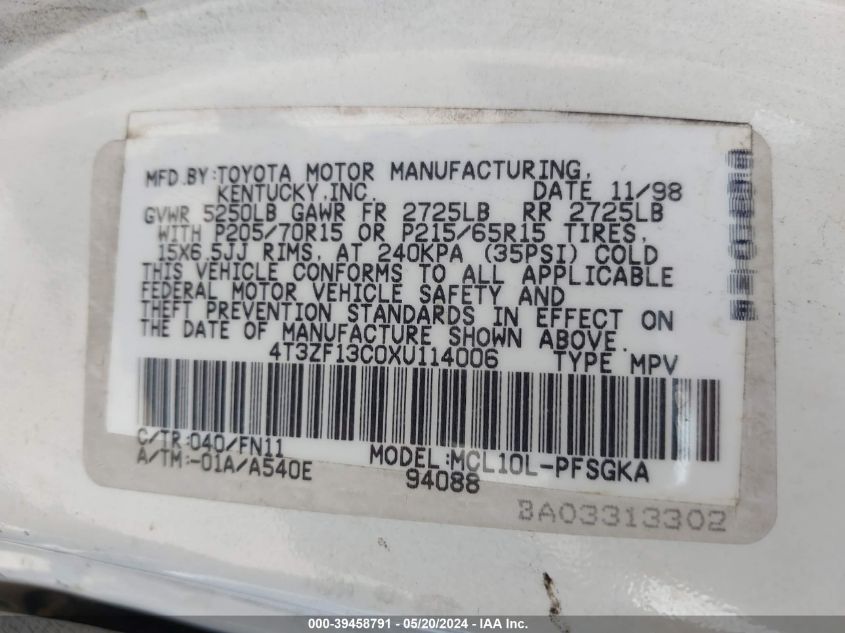 MFD.BY:TOYOTA MOTOR MANUFACTURING,
KENTUCKY,INC. DATE 11/98
GVWR 5250LB GAWR FR 2725LB RR 2725LB
WITH P205/70R15 OR P215/65R15 TIRES,
15X6.5JJ RIMS, AT 240KPA (35PSI) COLD
THIS VEHICLE CONFORMS TO ALL APPLICABLE
FEDERAL MOTOR VEHICLE SAFETY AND
THEFT PREVENTION STANDARDS IN EFFECT ON
THE DATE OF MANUFACTURE SHOWN ABOVE.
4T3ZF13C0XU114006 TYPE MPV
C/TR:040/FN11
A/TM:-01A/A540E MODEL:MCL10L-PFSGKA
94088
BA03313302
000-39458791 - 05/20/2024 - IAAI.COM